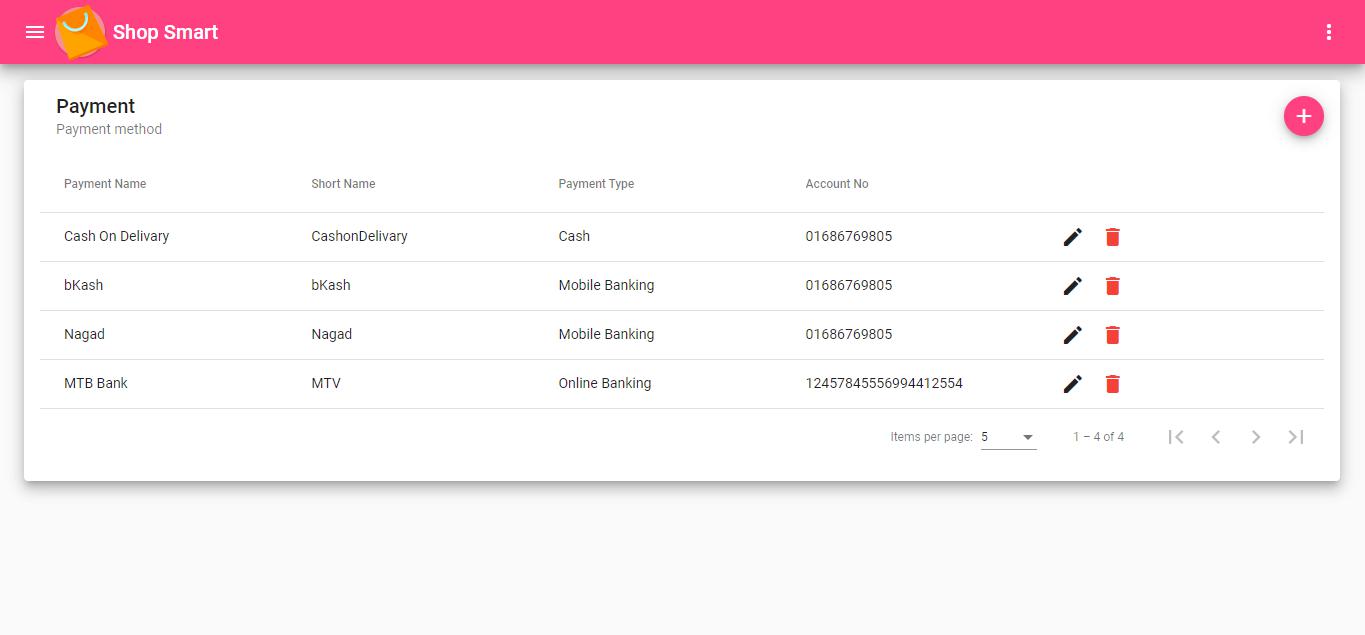 Shop Smart
Payment
Payment method
Payment Name Short Name Payment Type Account No
Cash On Delivary CashonDelivary Cash 01686769805
bKash bKash Mobile Banking 01686769805
Nagad Nagad Mobile Banking 01686769805
MTB Bank MTV Online Banking 12457845556994412554
Items per page: 5 1 – 4 of 4